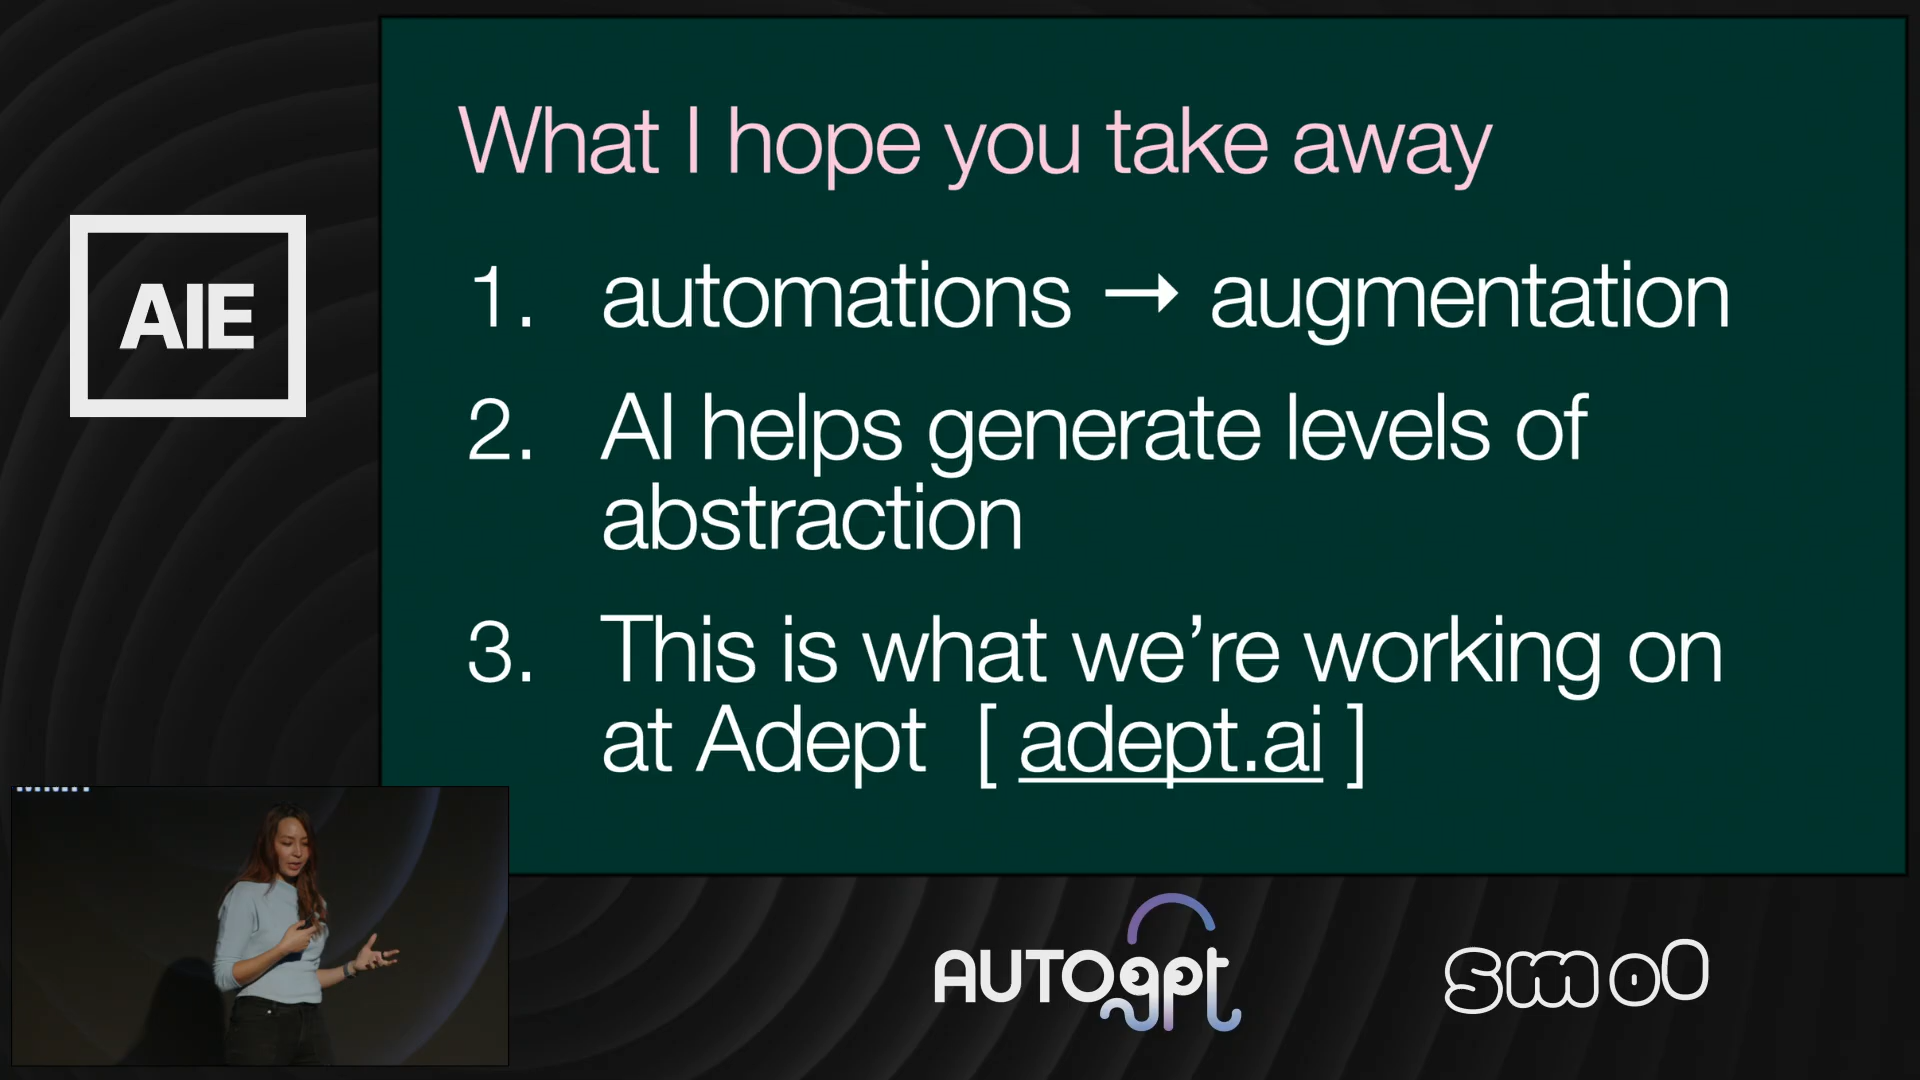 What I hope you take away
1. automations → augmentation
2. AI helps generate levels of
abstraction
3. This is what we’re working on
at Adept [ adept.ai ]
AIE
AUTOgpt
smol